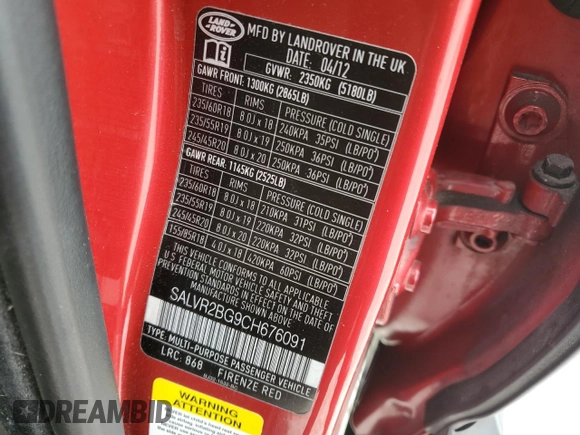 LAND ROVER
MFD BY LANDROVER IN THE UK
DATE: 04/12
GVWR: 2350KG (5180LB)
GAWR FRONT: 1300KG (2865LB)
TIRES RIMS PRESSURE (COLD SINGLE)
235/60R18 8.0J x 18 240KPA 35PSI (LB/PO²)
235/55R19 8.0J x 19 250KPA 36PSI (LB/PO²)
245/45R20 8.0J x 20 250KPA 36PSI (LB/PO²)
GAWR REAR: 1145KG (2525LB)
TIRES RIMS PRESSURE (COLD SINGLE)
235/60R18 8.0J x 18 210KPA 31PSI (LB/PO²)
235/55R19 8.0J x 19 220KPA 32PSI (LB/PO²)
245/45R20 8.0J x 20 220KPA 32PSI (LB/PO²)
155/85R18 4.0J x 18 420KPA 60PSI (LB/PO²)
THIS VEHICLE CONFORMS TO ALL APPLICABLE
U S FEDERAL MOTOR VEHICLE SAFETY AND THEFT
PREVENTION STANDARDS IN EFFECT ON THE DATE
OF MANUFACTURE SHOWN ABOVE
SALVR2BG9CH676091
TYPE: MULTI-PURPOSE PASSENGER VEHICLE
LRC: 868 FIRENZE RED
WARNING
ATTENTION
DREAMBID